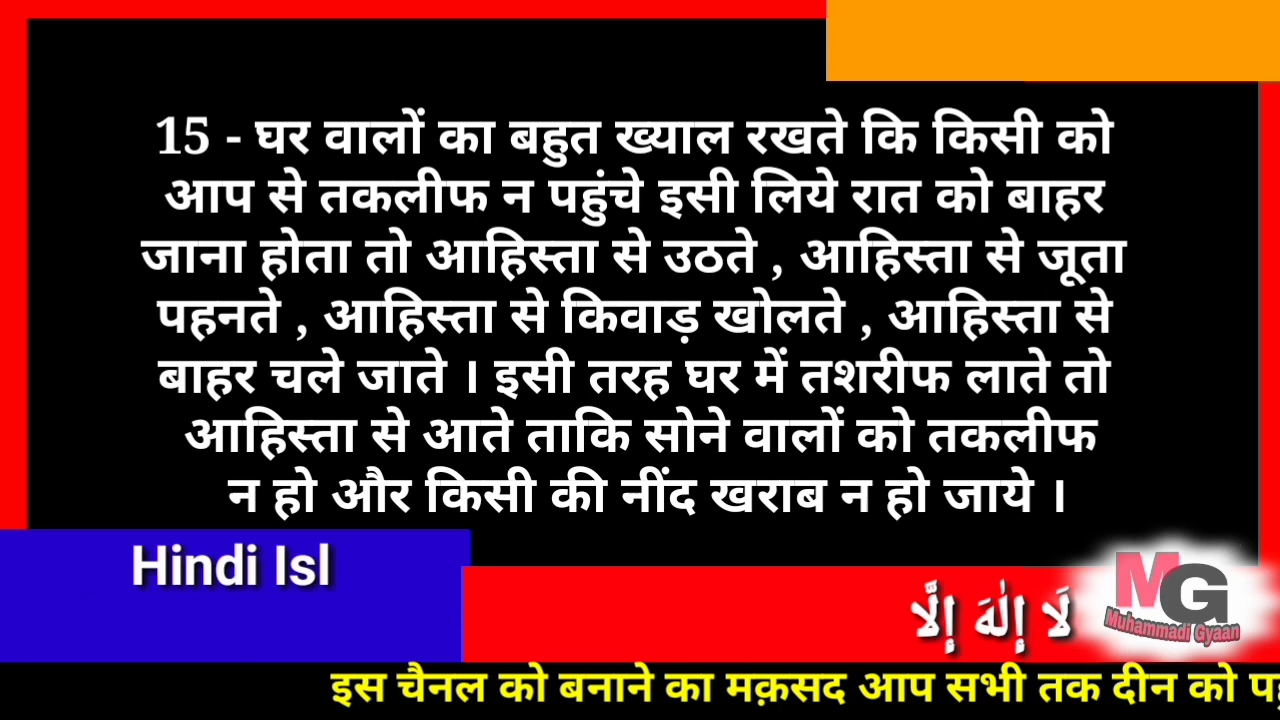 15 - घर वालों का बहुत ख्याल रखते कि किसी को
आप से तकलीफ न पहुंचे इसी लिये रात को बाहर
जाना होता तो आहिस्ता से उठते , आहिस्ता से जूता
पहनते , आहिस्ता से किवाड़ खोलते , आहिस्ता से
बाहर चले जाते । इसी तरह घर में तशरीफ लाते तो
आहिस्ता से आते ताकि सोने वालों को तकलीफ
न हो और किसी की नींद खराब न हो जाये ।
Hindi Isl
لَا إِلٰهَ إِلَّا
MG
Muhammadi Gyaan
इस चैनल को बनाने का मक़सद आप सभी तक दीन को